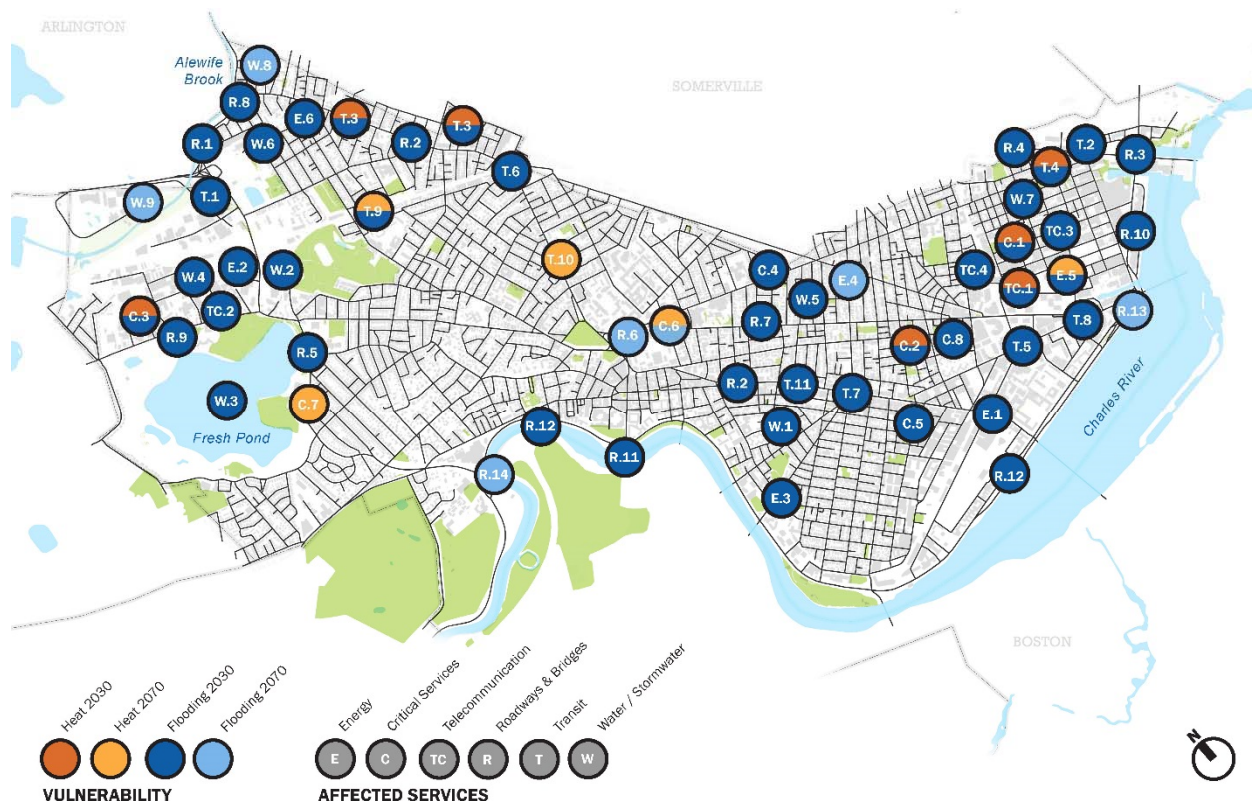 ARLINGTON
Alewife
Brook
W.8
SOMERVILLE
R.8
E.6
T.3
T.3
R.1
W.6
R.2
T.6
W.9
T.1
T.9
R.4
T.2
R.3
T.4
W.7
C.1
TC.3
R.10
T.10
W.4
E.2
W.2
C.4
E.4
TC.4
E.5
TC.1
W.5
C.3
TC.2
R.9
R.5
R.6
C.6
R.7
C.2
C.8
T.5
T.8
R.13
W.3
C.7
R.2
T.11
T.7
Fresh Pond
R.12
W.1
C.5
E.1
Charles River
R.11
R.14
R.12
E.3
BOSTON
Heat 2030
Heat 2070
Flooding 2030
Flooding 2070
Energy
Critical Services
Telecommunication
Roadways & Bridges
Transit
Water / Stormwater
E
C
TC
R
T
W
N
VULNERABILITY
AFFECTED SERVICES